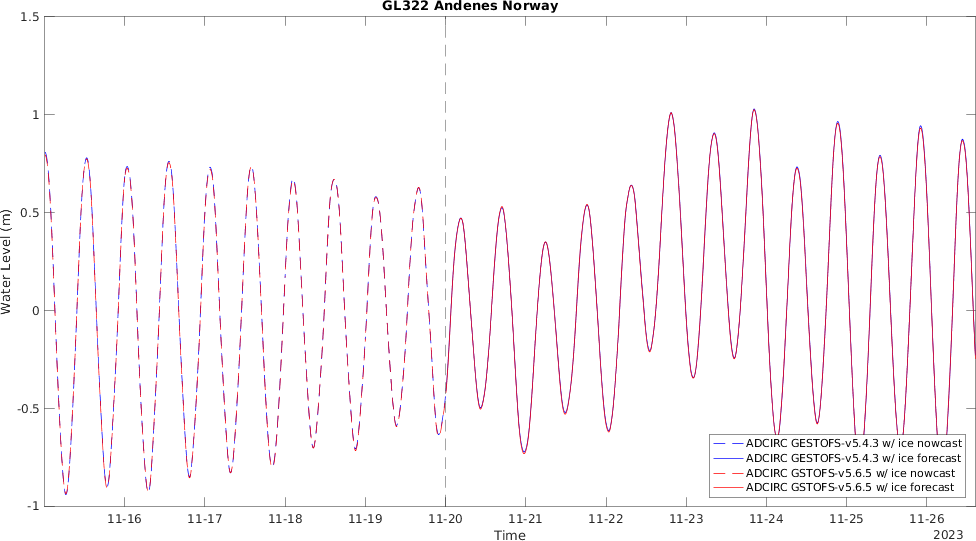 GL322 Andenes Norway
1.5
1
0.5
0
-0.5
-1
Water Level (m)
ADCIRC GESTOFS-v5.4.3 w/ ice nowcast
ADCIRC GESTOFS-v5.4.3 w/ ice forecast
ADCIRC GSTOFS-v5.6.5 w/ ice nowcast
ADCIRC GSTOFS-v5.6.5 w/ ice forecast
11-16 11-17 11-18 11-19 11-20 11-21 11-22 11-23 11-24 11-25 11-26
Time
2023